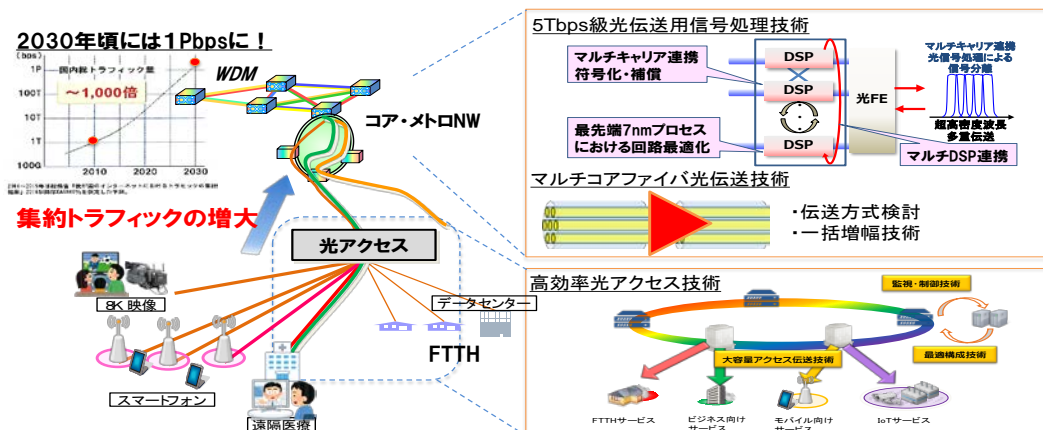 2030年頃には1Pbpsに!
(bps)
1P
100T
10T
1T
100G
国内総トラフィック量
～1,000倍
2010
2020
2030
集約トラフィックの増大
WDM
コア・メトロNW
光アクセス
8K 映像
スマートフォン
遠隔医療
データセンター
FTTH
5Tbps級光伝送用信号処理技術
マルチキャリア連携
符号化・補償
最先端7nmプロセス
における回路最適化
DSP
DSP
DSP
光FE
マルチキャリア連携
光信号処理による
信号分離
超高密度波長
多重伝送
マルチDSP連携
マルチコアファイバ光伝送技術
・伝送方式検討
・一括増幅技術
高効率光アクセス技術
監視・制御技術
最適構成技術
大容量アクセス伝送技術
FTTHサービス
ビジネス向け
サービス
モバイル向け
サービス
IoTサービス